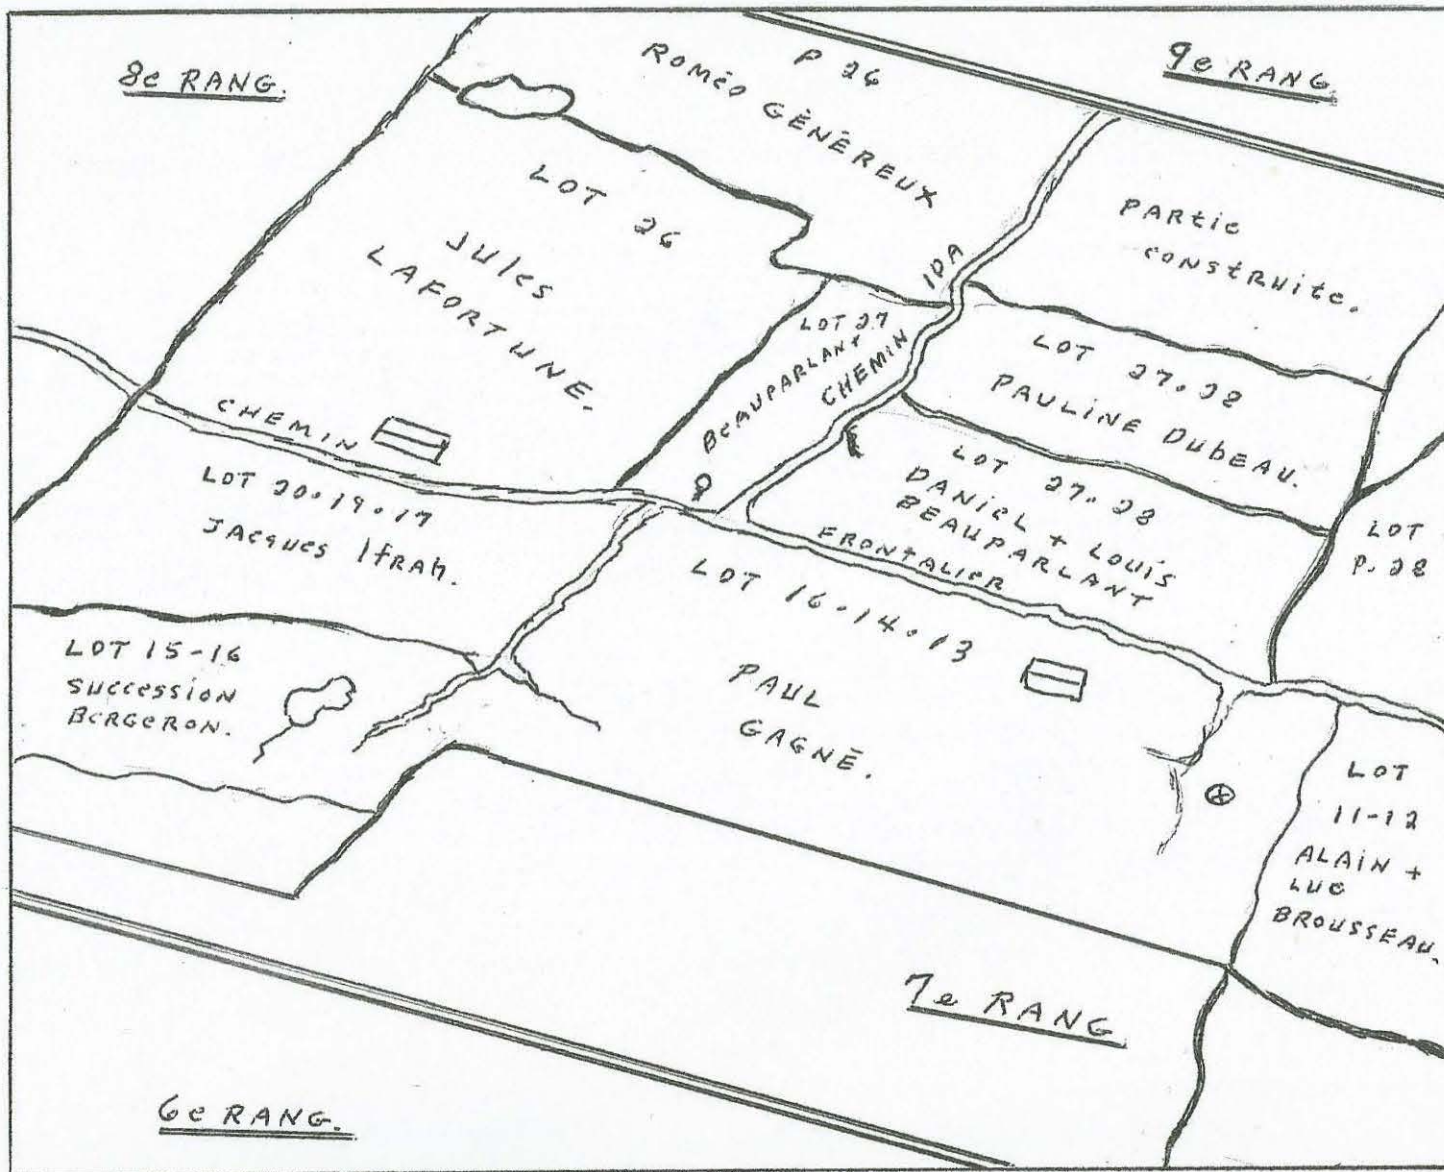 8e RANG.
P 26
ROMÉO GÉNÉREUX
9e RANG
LOT 26
JULES
LAFORTUNE.
PARTIE
CONSTRUITE.
CHEMIN IDA
LOT 27
BEAUPARLANT
LOT 27.28
PAULINE DUBEAU.
LOT 27.28
DANIEL + LOUIS
BEAUPARLANT
CHEMIN FRONTALIER
LOT
P. 28
LOT 20.19.17
JACQUES IFRAH.
LOT 16.14.13
PAUL
GAGNÉ.
LOT 15-16
SUCCESSION
BERGERON.
LOT
11-12
ALAIN +
LUC
BROUSSEAU.
7e RANG
6e RANG.